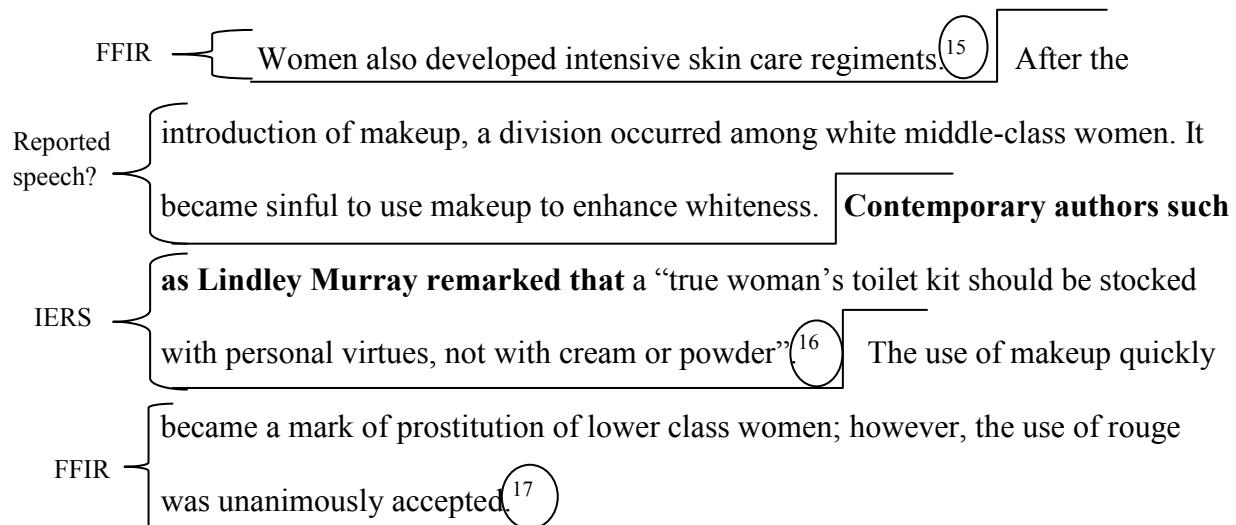 FFIR Women also developed intensive skin care regiments.15 After the
Reported speech? introduction of makeup, a division occurred among white middle-class women. It
became sinful to use makeup to enhance whiteness. Contemporary authors such
IERS as Lindley Murray remarked that a “true woman’s toilet kit should be stocked
with personal virtues, not with cream or powder”.16 The use of makeup quickly
FFIR became a mark of prostitution of lower class women; however, the use of rouge
was unanimously accepted.17